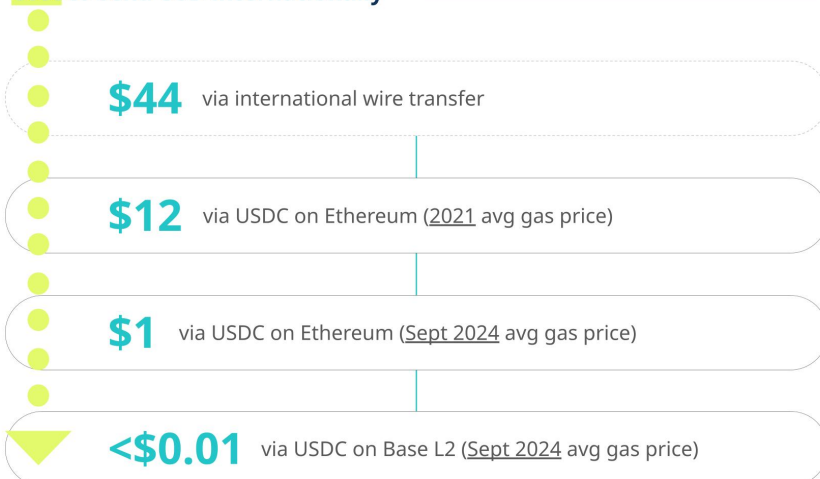 $44 via international wire transfer
$12 via USDC on Ethereum (2021 avg gas price)
$1 via USDC on Ethereum (Sept 2024 avg gas price)
<$0.01 via USDC on Base L2 (Sept 2024 avg gas price)